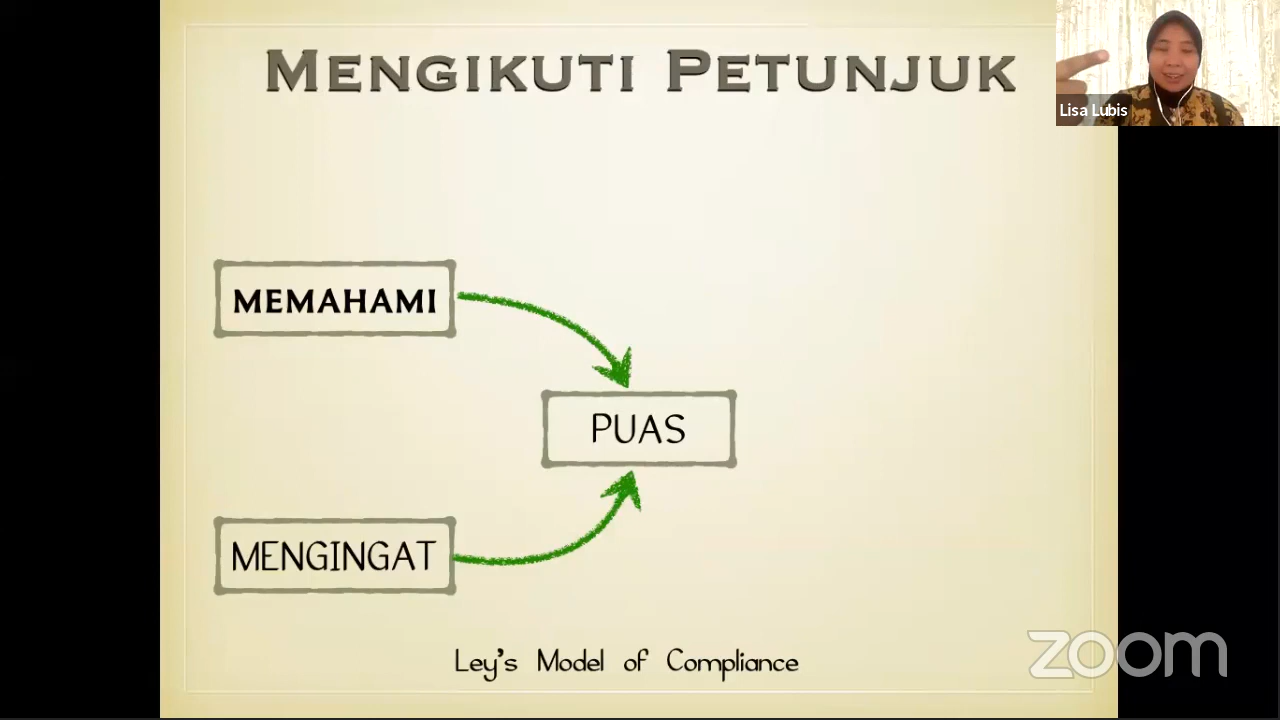 MENGIKUTI PETUNJUK
Lisa Lubis
MEMAHAMI
PUAS
MENGINGAT
Ley's Model of Compliance
zoom